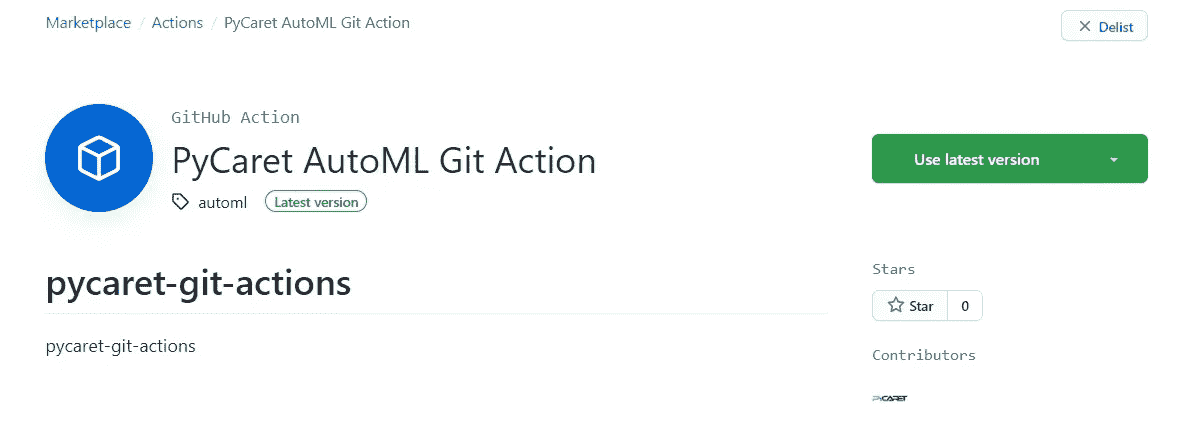 Marketplace / Actions / PyCaret AutoML Git Action
Delist
GitHub Action
PyCaret AutoML Git Action
automl Latest version
Use latest version
pycaret-git-actions
pycaret-git-actions
Stars
Star 0
Contributors
PYCARET